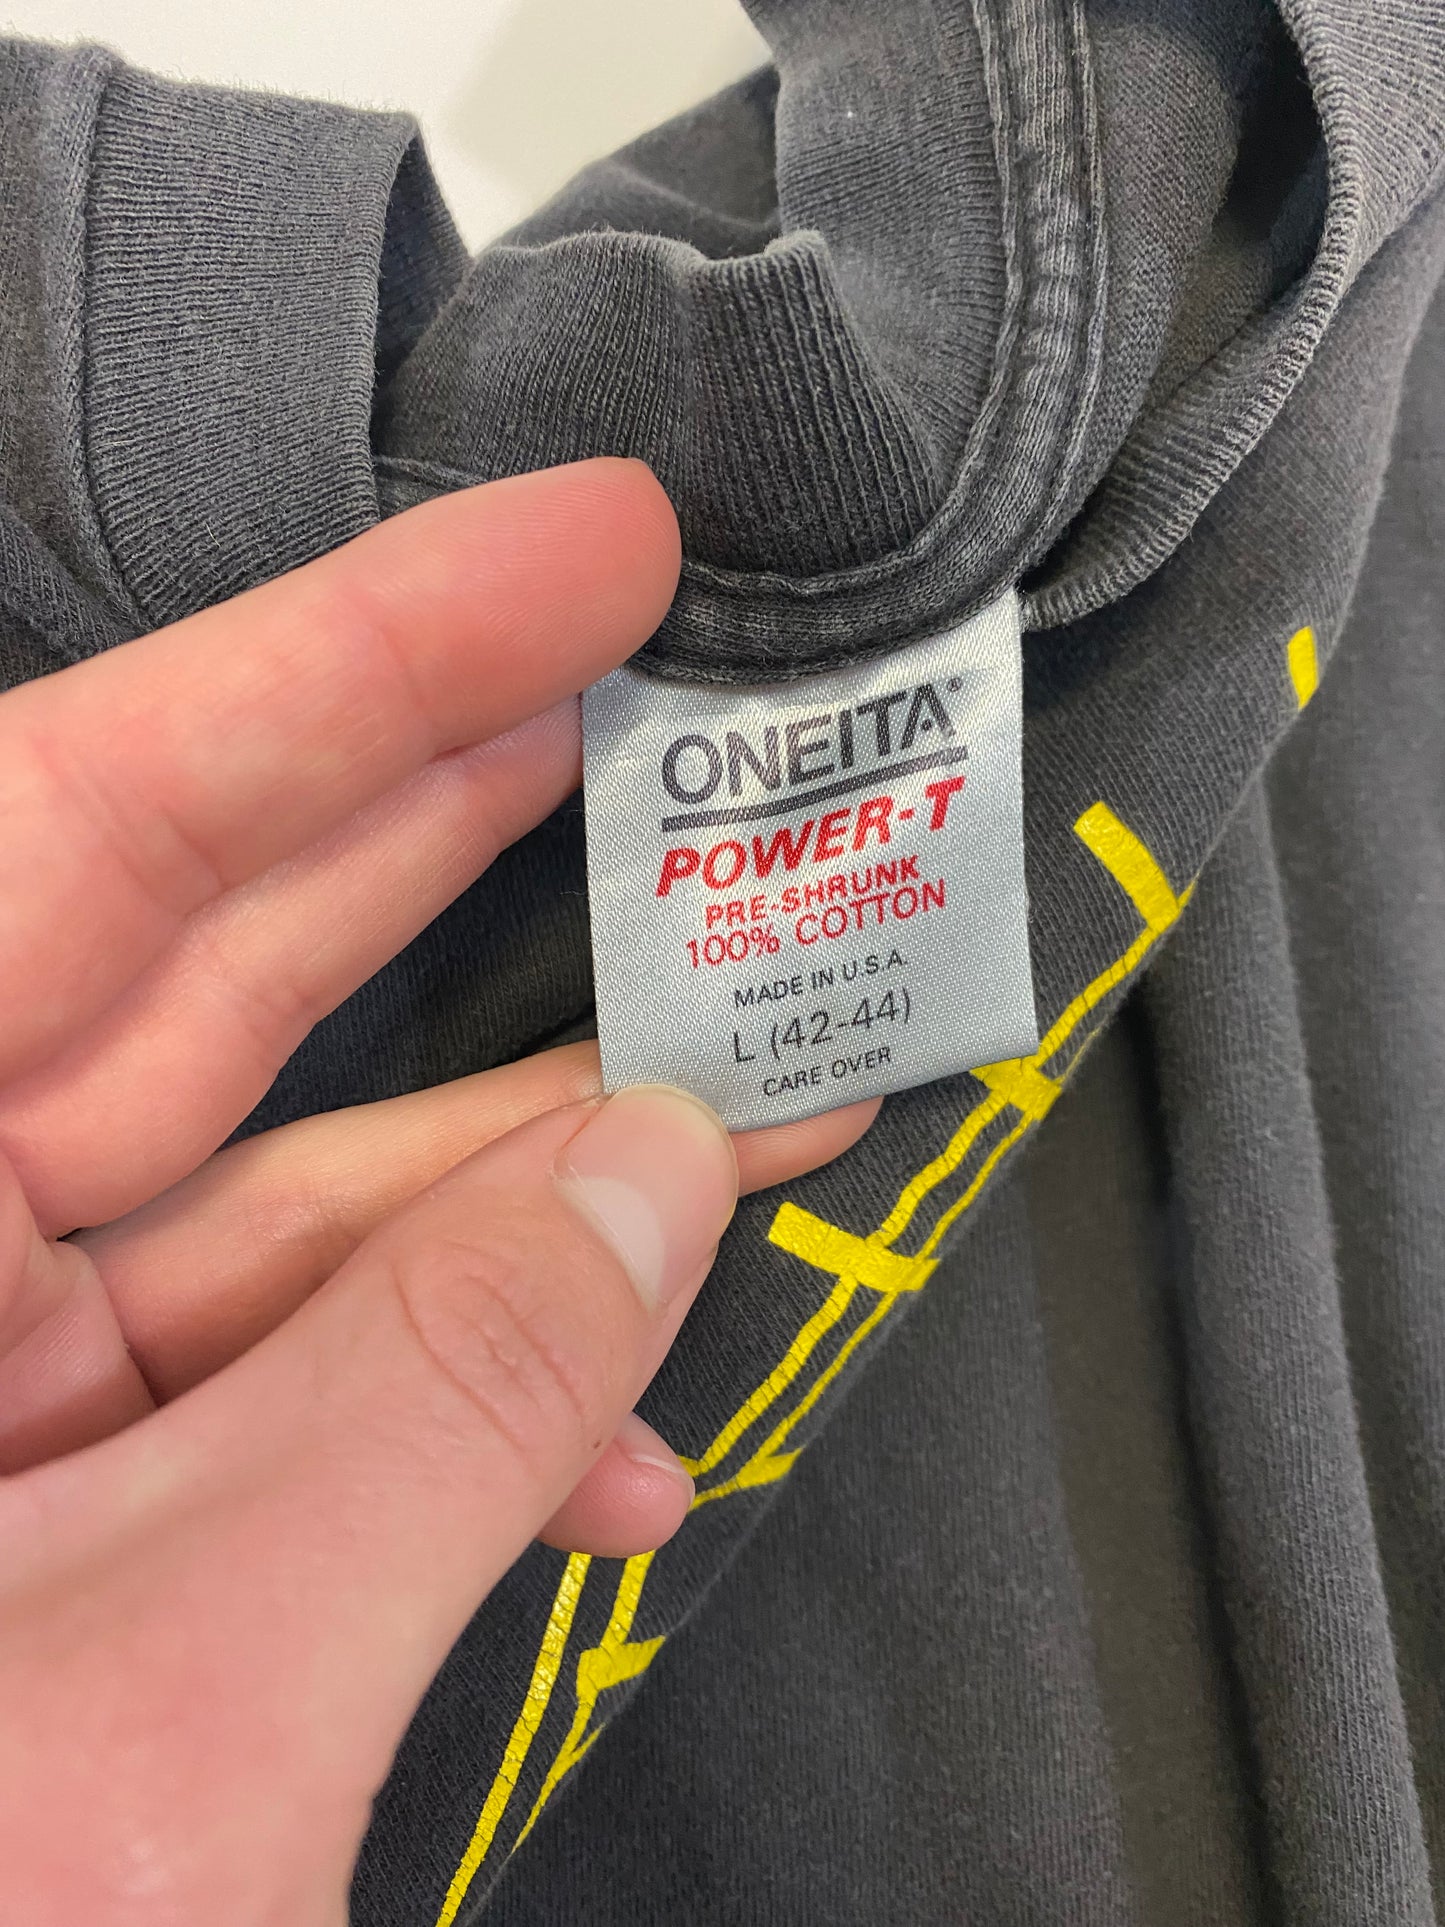 ONEITA®
POWER-T
PRE-SHRUNK
100% COTTON
MADE IN U.S.A.
L (42-44)
CARE OVER